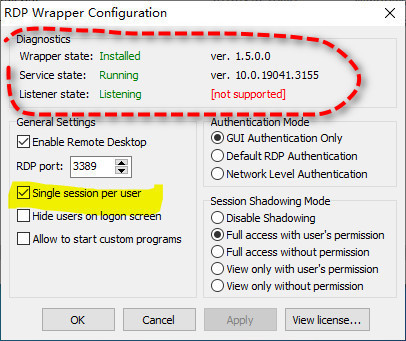 RDP Wrapper Configuration
Diagnostics
Wrapper state: Installed ver. 1.5.0.0
Service state: Running ver. 10.0.19041.3155
Listener state: Listening [not supported]
General Settings
Enable Remote Desktop
RDP port: 3389
Single session per user
Hide users on logon screen
Allow to start custom programs
Authentication Mode
GUI Authentication Only
Default RDP Authentication
Network Level Authentication
Session Shadowing Mode
Disable Shadowing
Full access with user's permission
Full access without permission
View only with user's permission
View only without permission
OK Cancel Apply View license...